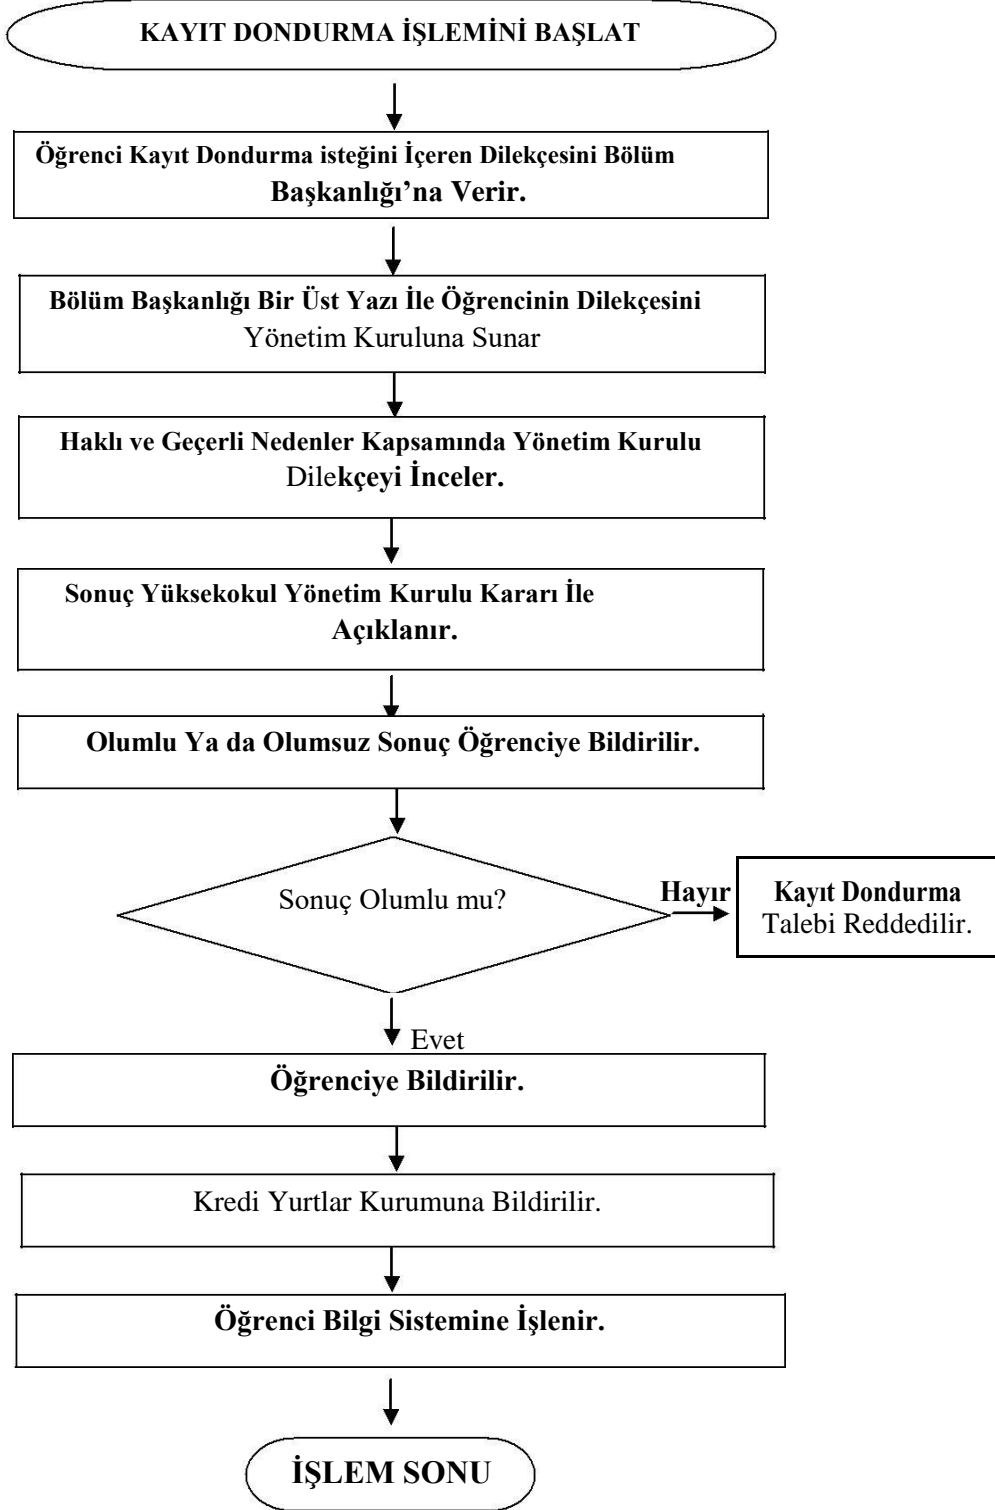 KAYIT DONDURMA İŞLEMİNİ BAŞLAT
Öğrenci Kayıt Dondurma isteğini İçeren Dilekçesini Bölüm
Başkanlığı’na Verir.
Bölüm Başkanlığı Bir Üst Yazı İle Öğrencinin Dilekçesini
Yönetim Kuruluna Sunar
Haklı ve Geçerli Nedenler Kapsamında Yönetim Kurulu
Dilekçeyi İnceler.
Sonuç Yüksekokul Yönetim Kurulu Kararı İle
Açıklanır.
Olumlu Ya da Olumsuz Sonuç Öğrenciye Bildirilir.
Sonuç Olumlu mu?
Hayır
Kayıt Dondurma
Talebi Reddedilir.
Evet
Öğrenciye Bildirilir.
Kredi Yurtlar Kurumuna Bildirilir.
Öğrenci Bilgi Sistemine İşlenir.
İŞLEM SONU